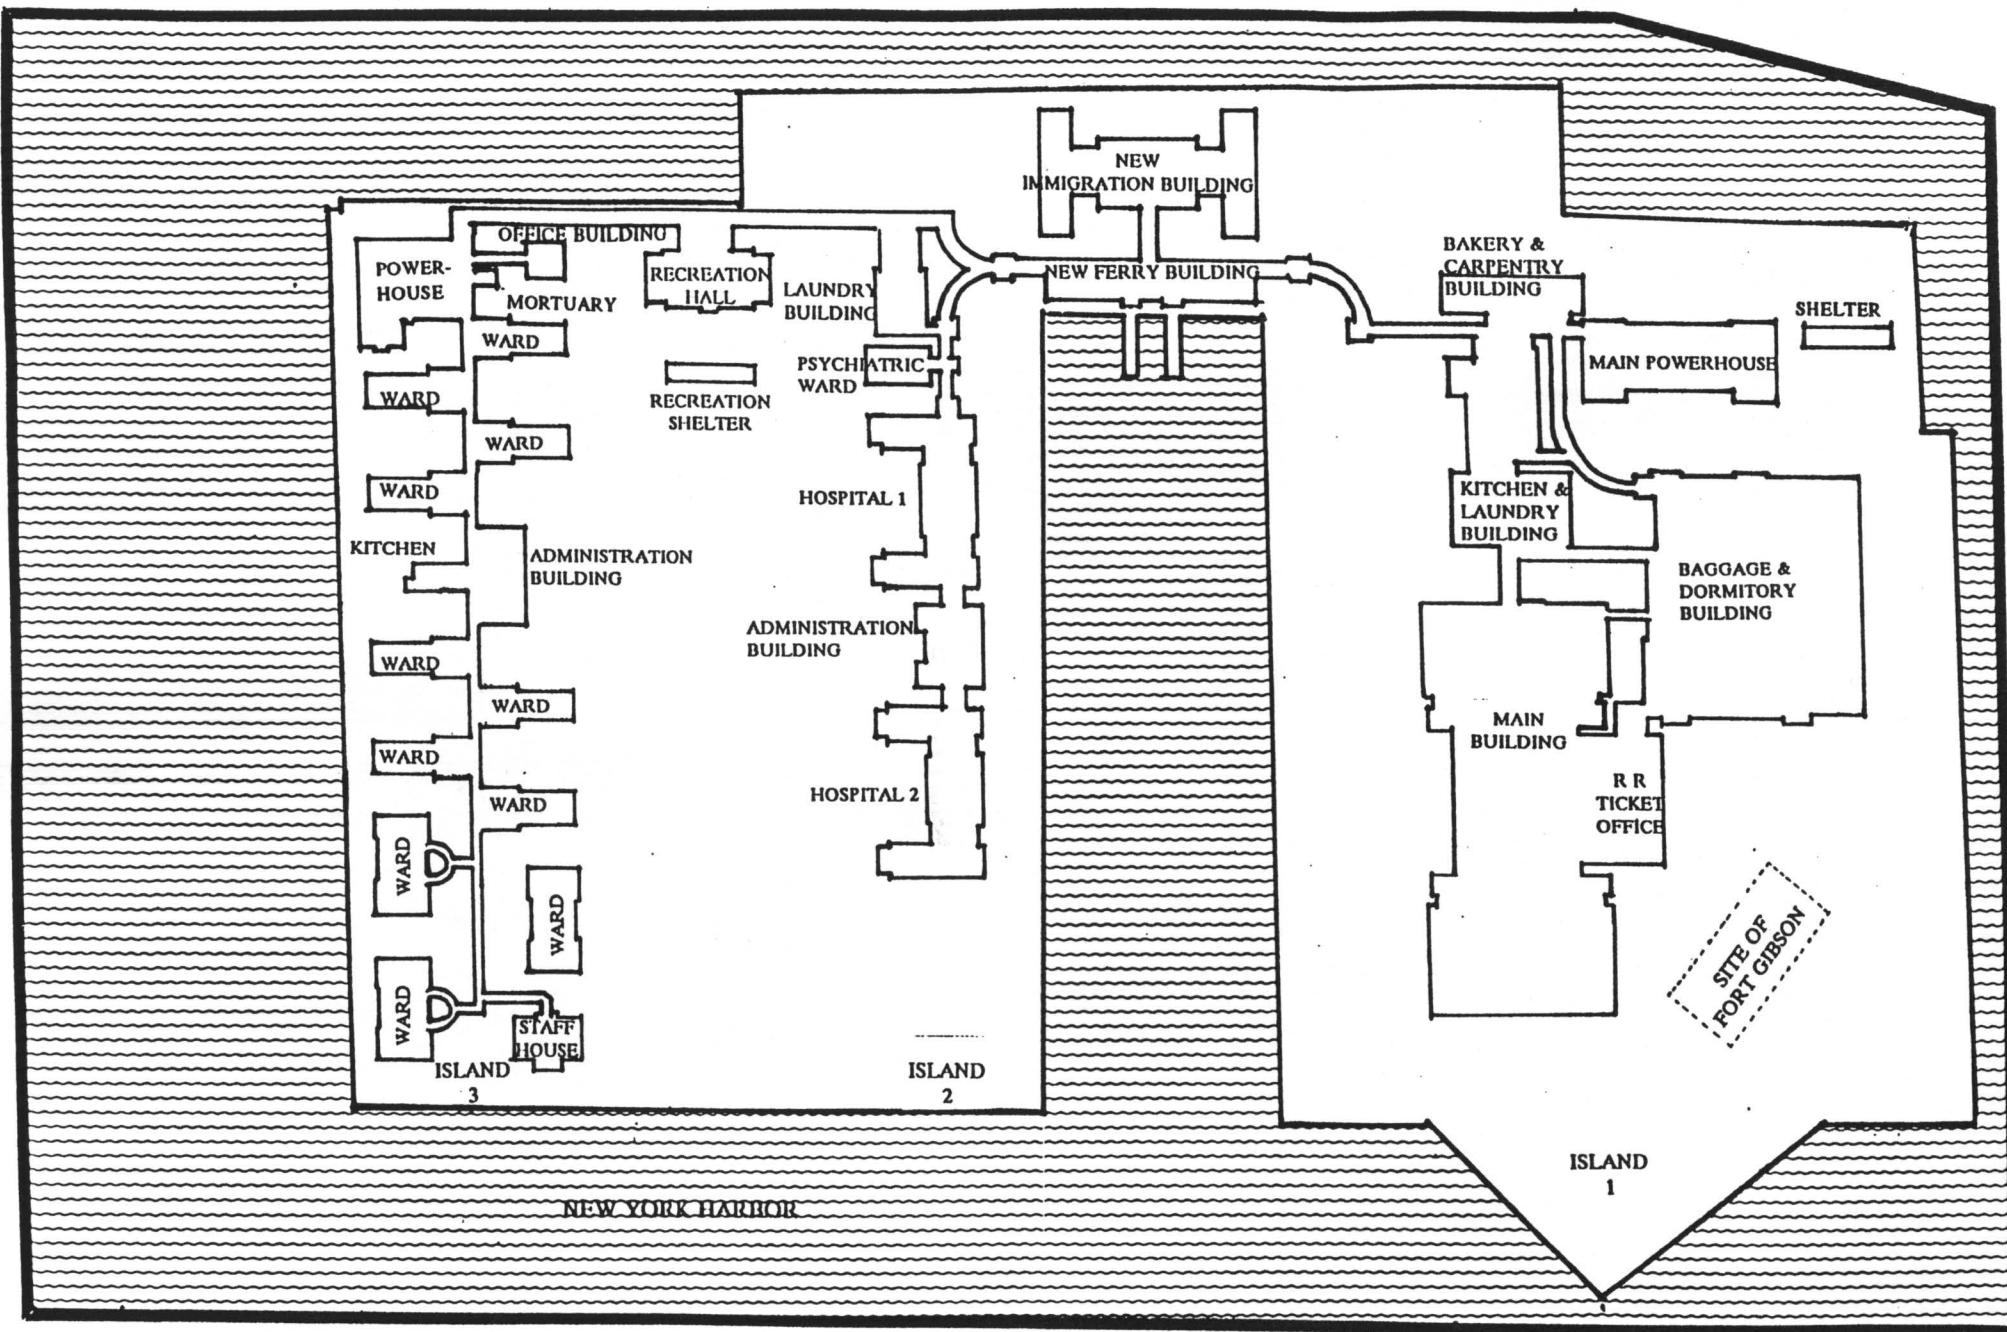 NEW
IMMIGRATION BUILDING
NEW FERRY BUILDING
OFFICE BUILDING
POWER-
HOUSE
MORTUARY
RECREATION
HALL
LAUNDRY
BUILDING
WARD
WARD
WARD
WARD
PSYCHIATRIC
WARD
RECREATION
SHELTER
HOSPITAL 1
KITCHEN
ADMINISTRATION
BUILDING
ADMINISTRATION
BUILDING
WARD
WARD
WARD
WARD
HOSPITAL 2
WARD
WARD
WARD
STAFF
HOUSE
ISLAND
3
ISLAND
2
BAKERY &
CARPENTRY
BUILDING
SHELTER
MAIN POWERHOUSE
KITCHEN &
LAUNDRY
BUILDING
BAGGAGE &
DORMITORY
BUILDING
MAIN
BUILDING
R R
TICKET
OFFICE
SITE OF
FORT GIBSON
ISLAND
1
NEW YORK HARBOR